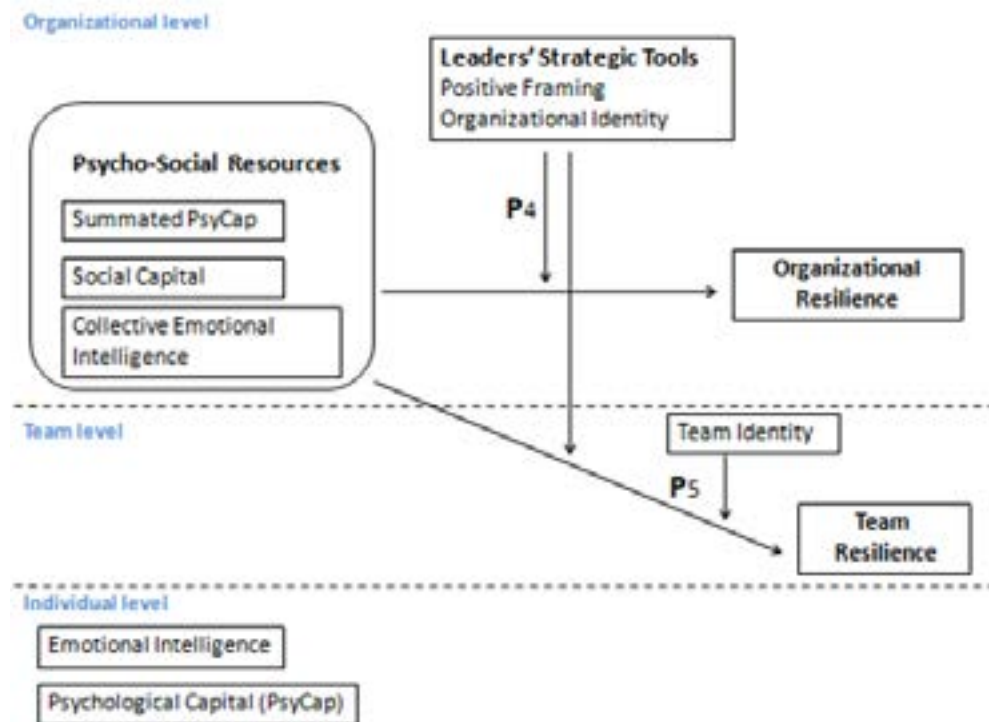 Organizational level
Leaders' Strategic Tools
Positive Framing
Organizational Identity
Psycho-Social Resources
Summated PsyCap
Social Capital
Collective Emotional
Intelligence
P4
Organizational
Resilience
Team level
Team Identity
P5
Team
Resilience
Individual level
Emotional Intelligence
Psychological Capital (PsyCap)